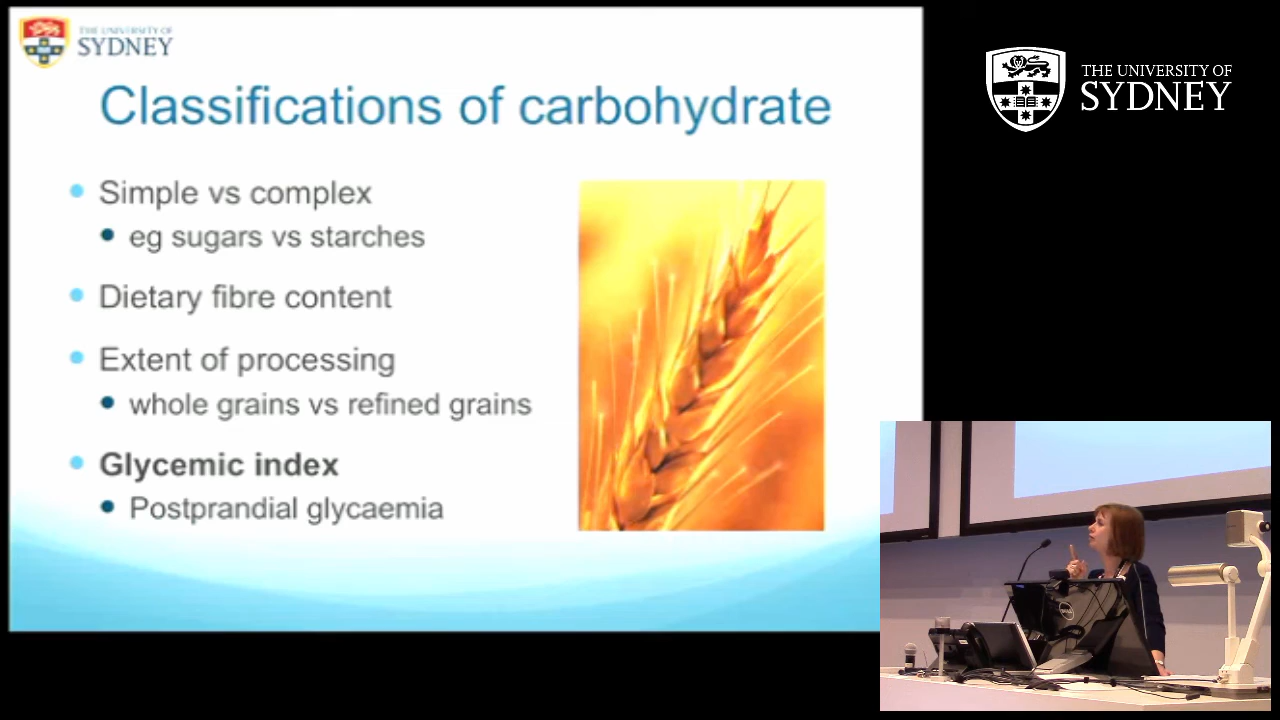 THE UNIVERSITY OF
SYDNEY
Classifications of carbohydrate
Simple vs complex
eg sugars vs starches
Dietary fibre content
Extent of processing
whole grains vs refined grains
Glycemic index
Postprandial glycaemia
THE UNIVERSITY OF
SYDNEY
DELL